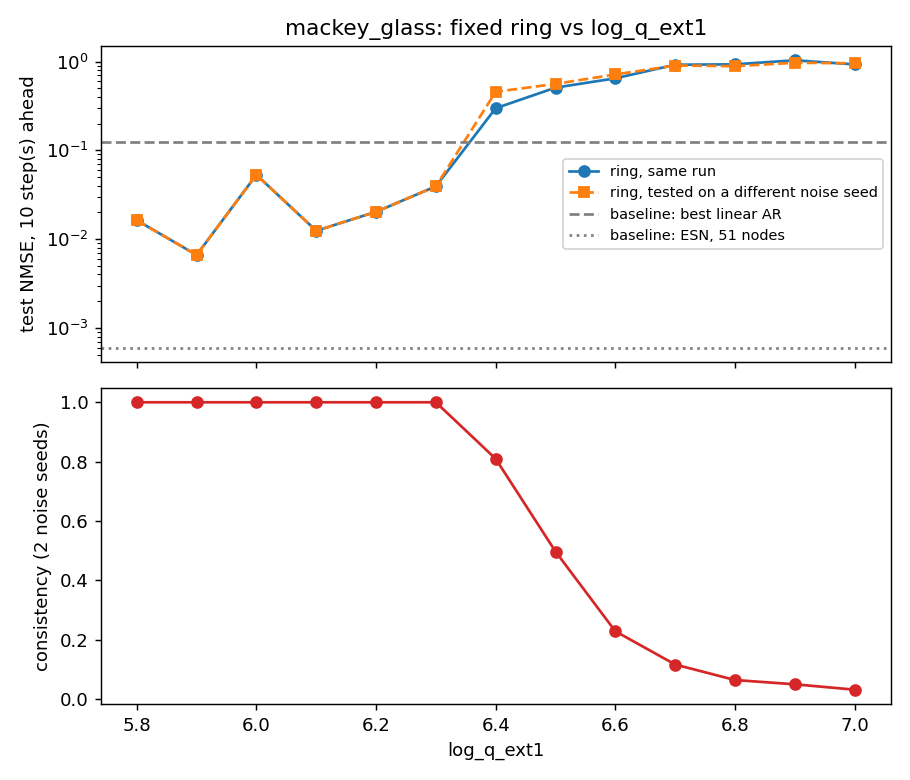 mackey_glass: fixed ring vs log_q_ext1
test NMSE, 10 step(s) ahead
10⁰
10⁻¹
10⁻²
10⁻³
ring, same run
ring, tested on a different noise seed
baseline: best linear AR
baseline: ESN, 51 nodes
consistency (2 noise seeds)
1.0
0.8
0.6
0.4
0.2
0.0
5.8 6.0 6.2 6.4 6.6 6.8 7.0
log_q_ext1